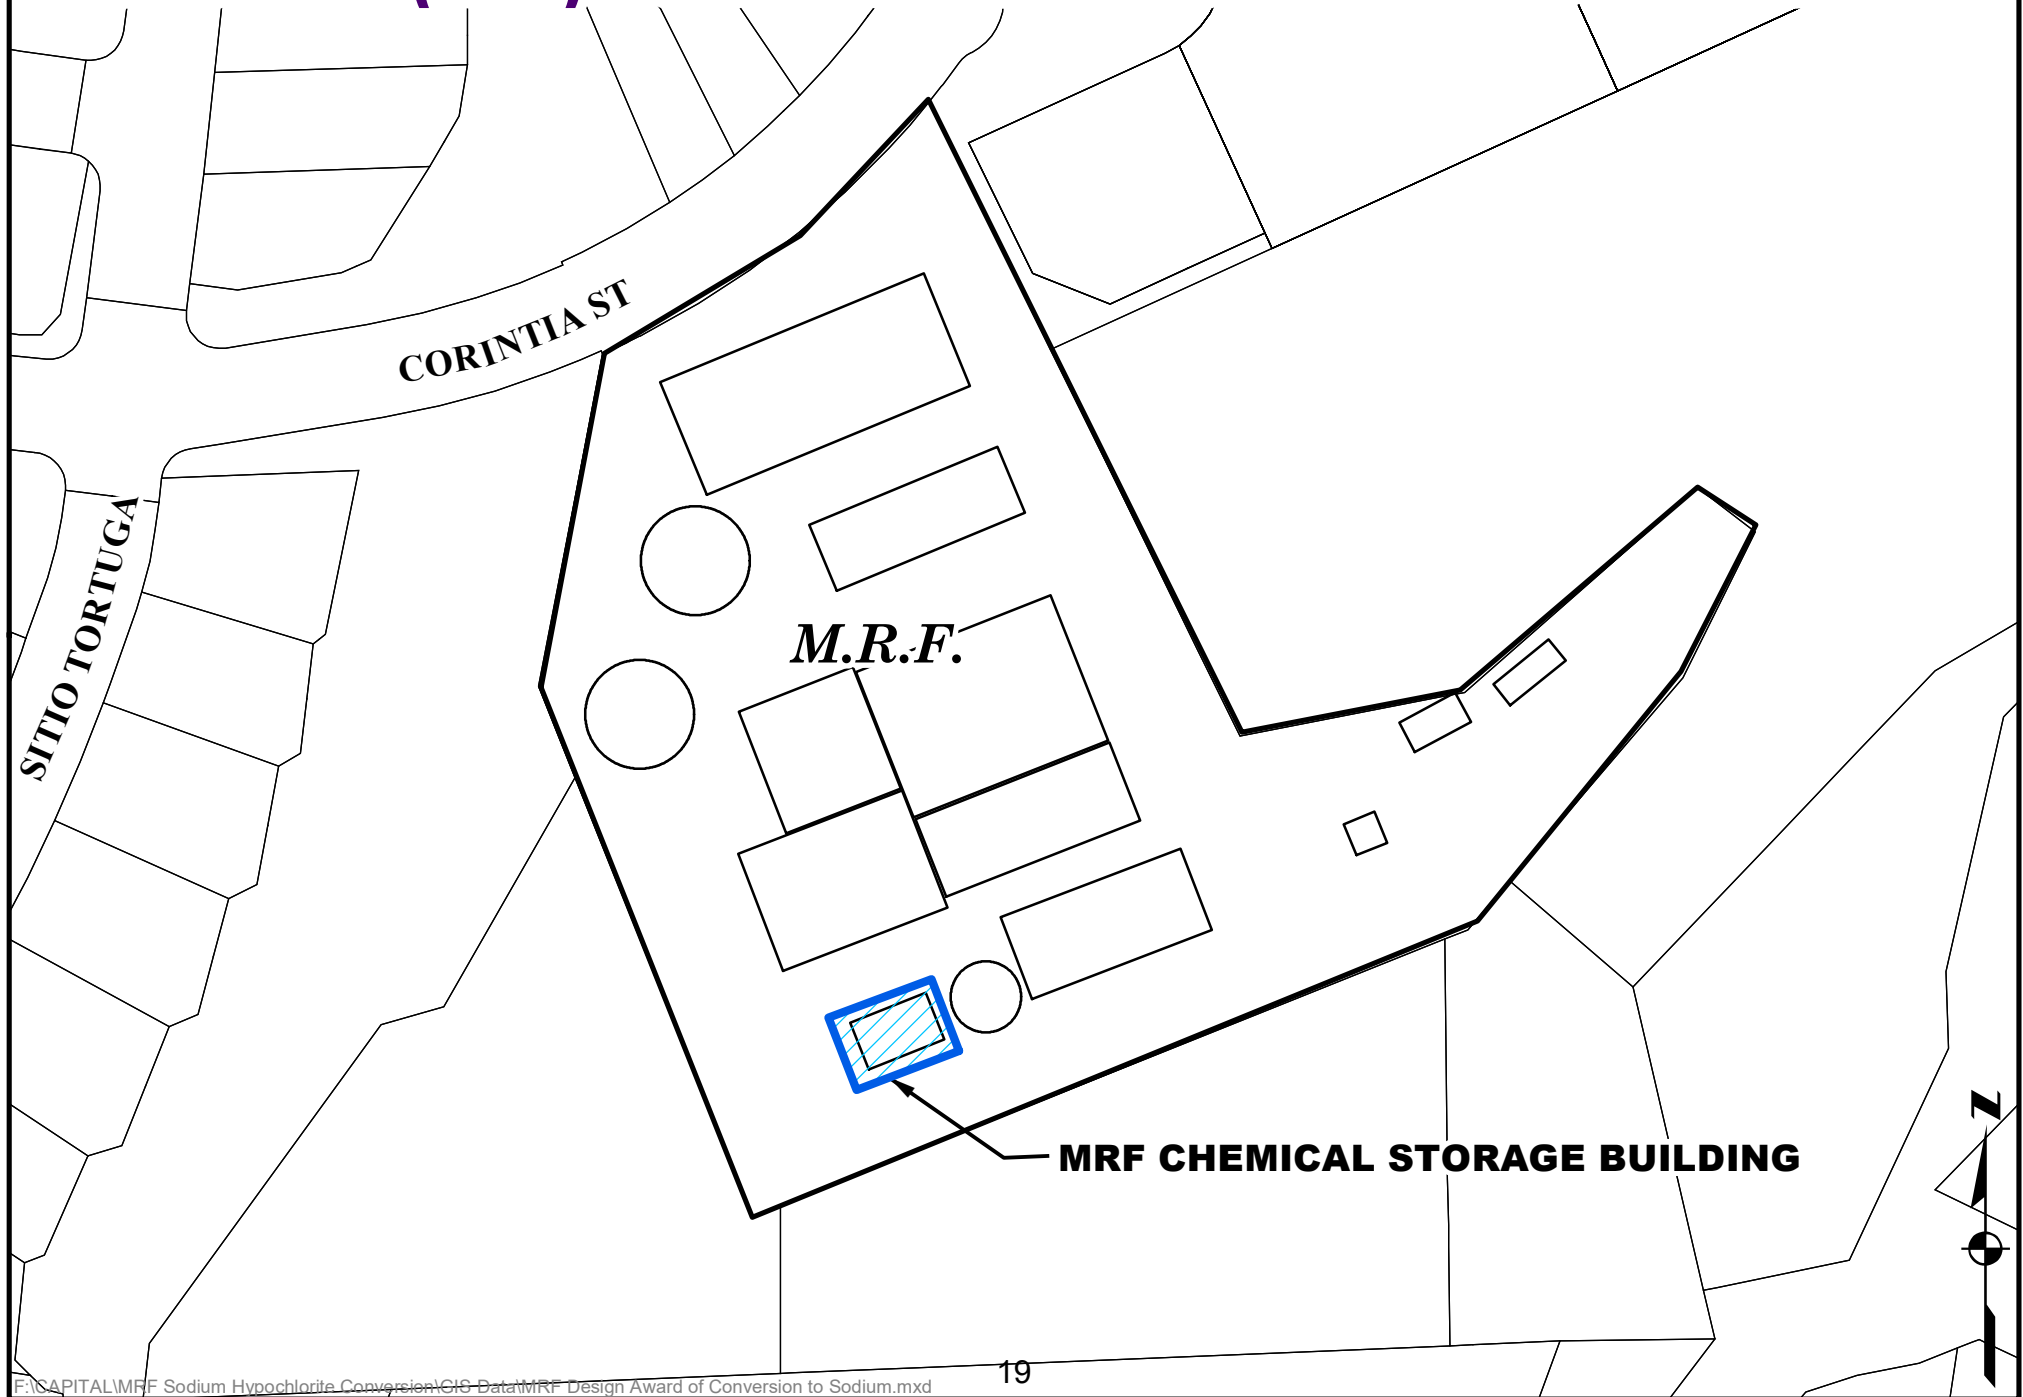 CORINTIA ST
SITIO TORTUGA
M.R.F.
MRF CHEMICAL STORAGE BUILDING
Z
19
F:\CAPITAL\MRF Sodium Hypochlorite Conversion\GIS Data\MRF Design Award of Conversion to Sodium.mxd